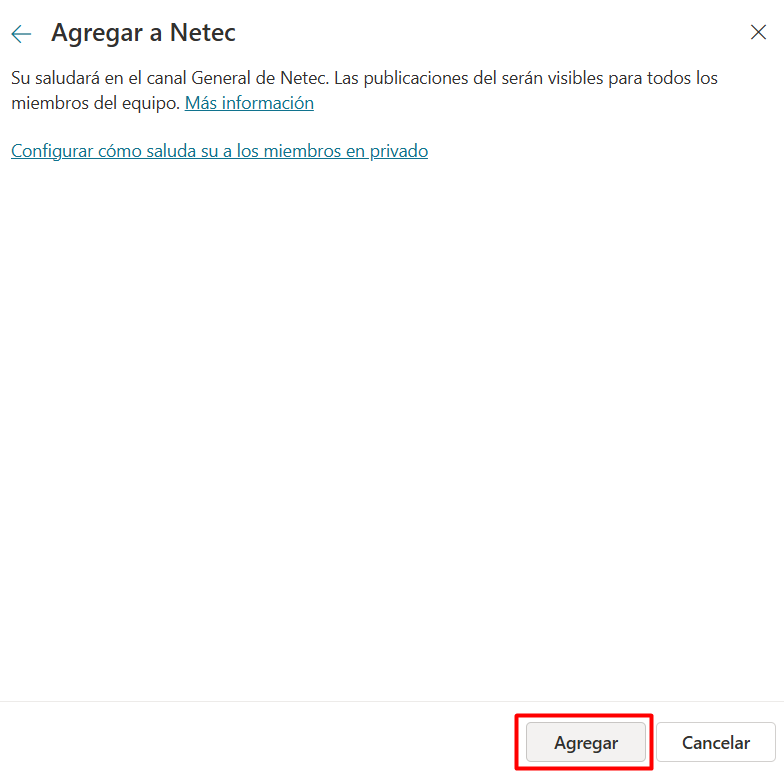 Agregar a Netec
Su saludará en el canal General de Netec. Las publicaciones del serán visibles para todos los
miembros del equipo. Más información
Configurar cómo saluda su a los miembros en privado
Agregar
Cancelar